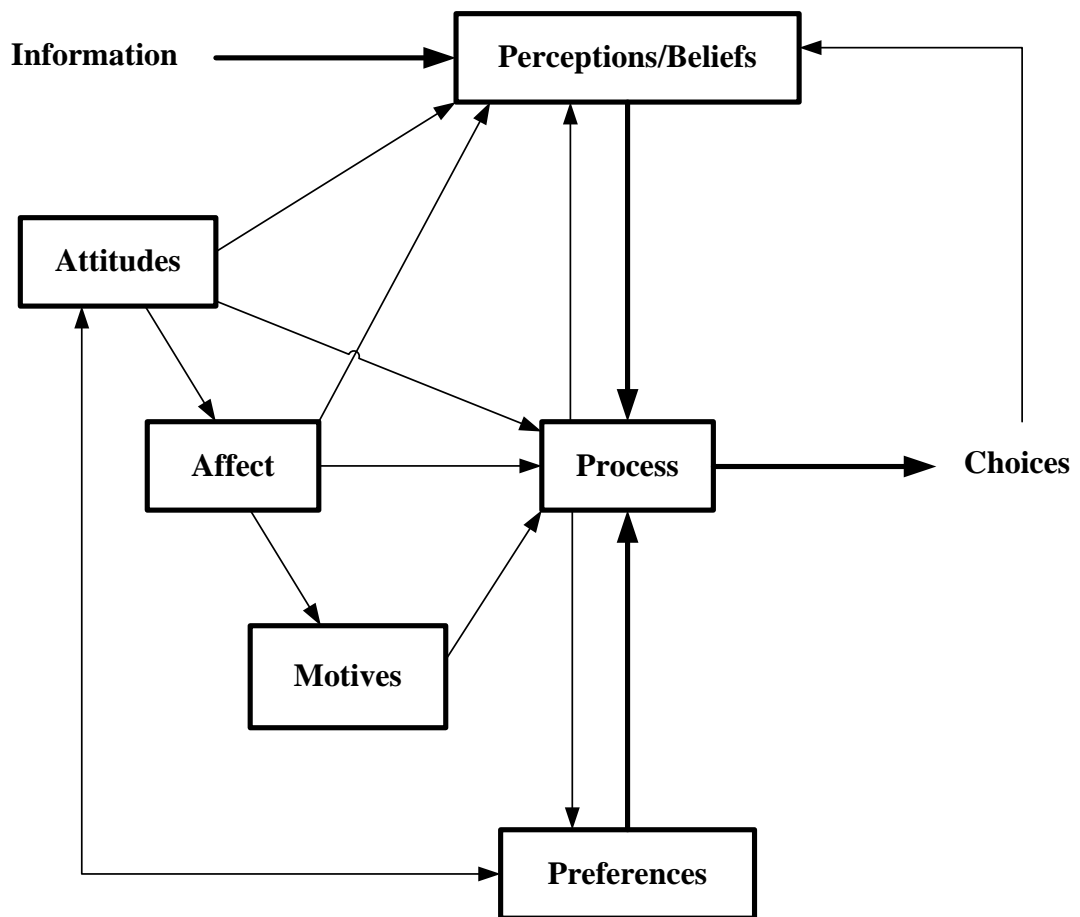 Information
Perceptions/Beliefs
Attitudes
Affect
Process
Choices
Motives
Preferences